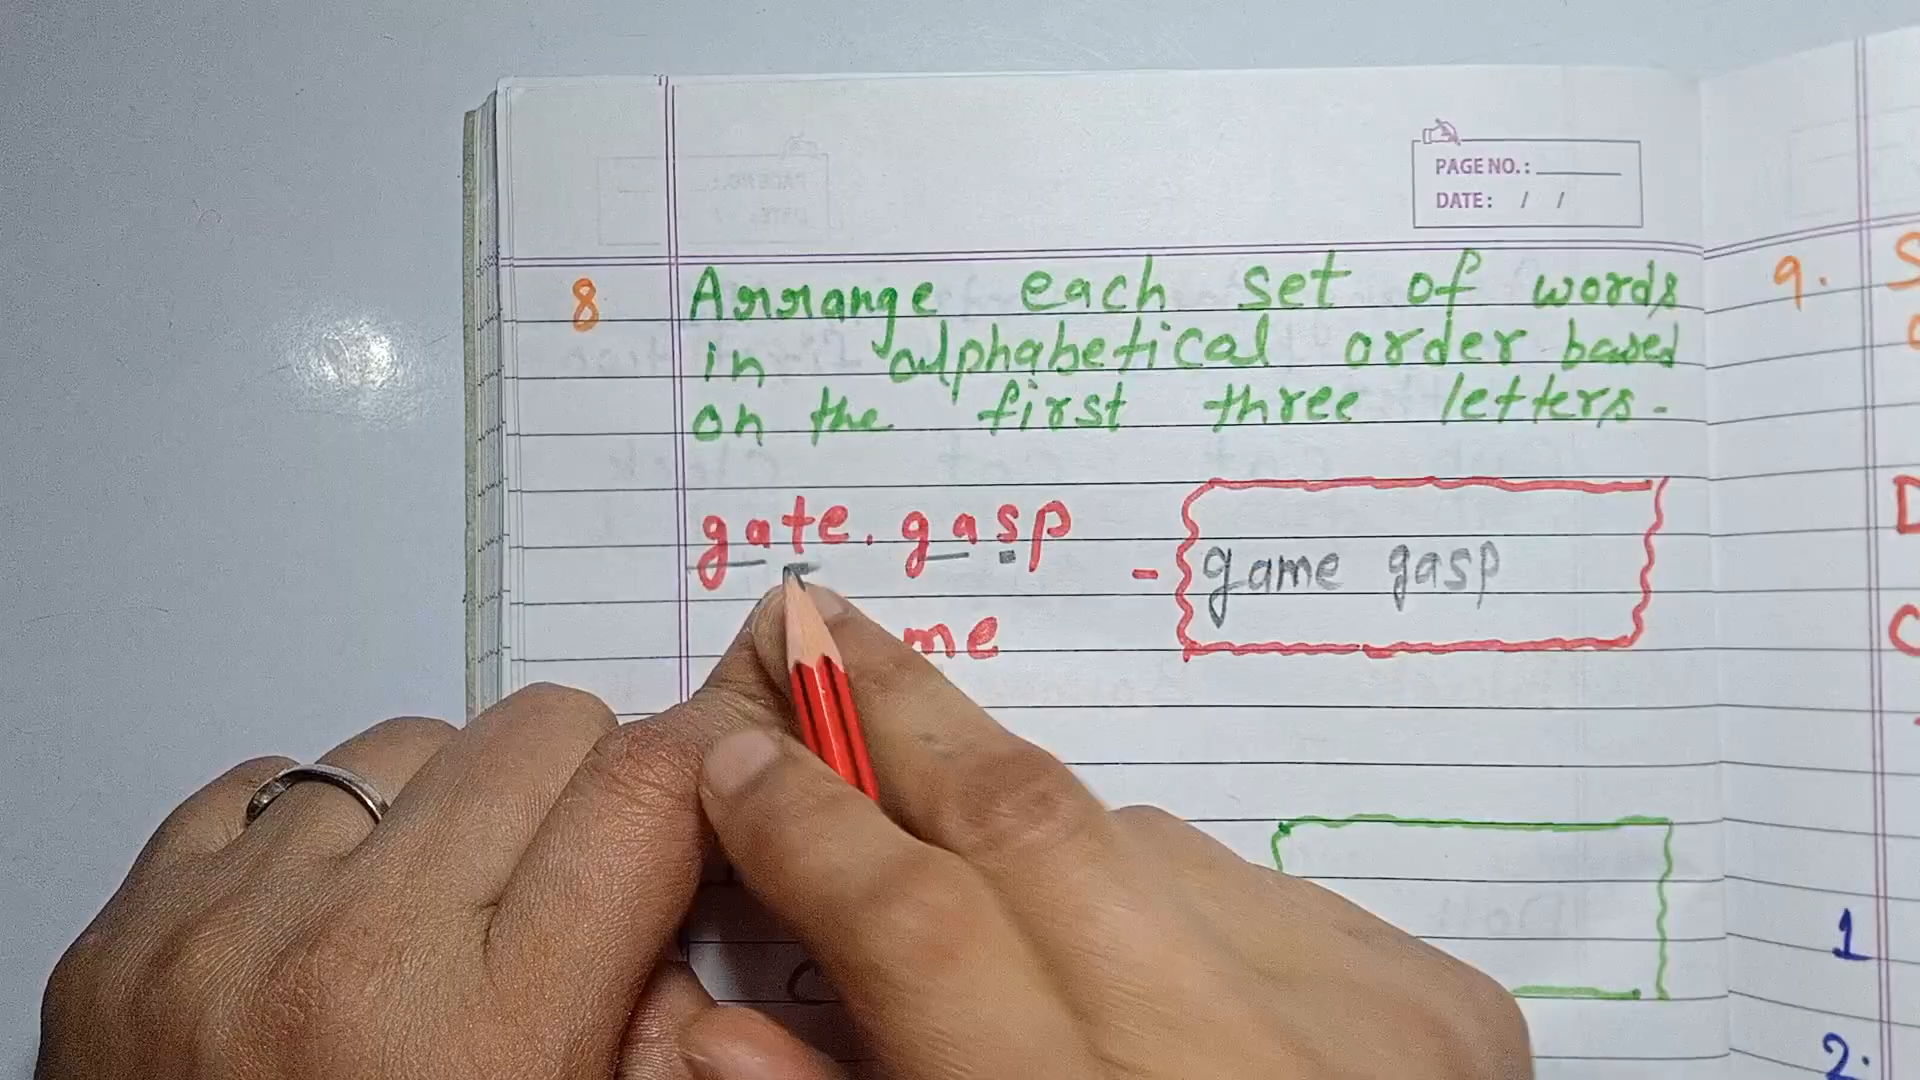 PAGE NO.:
DATE: / /
8 Arrange each set of words
in alphabetical order based
on the first three letters.
gate. gasp
me
- game gasp
9.
1
2.